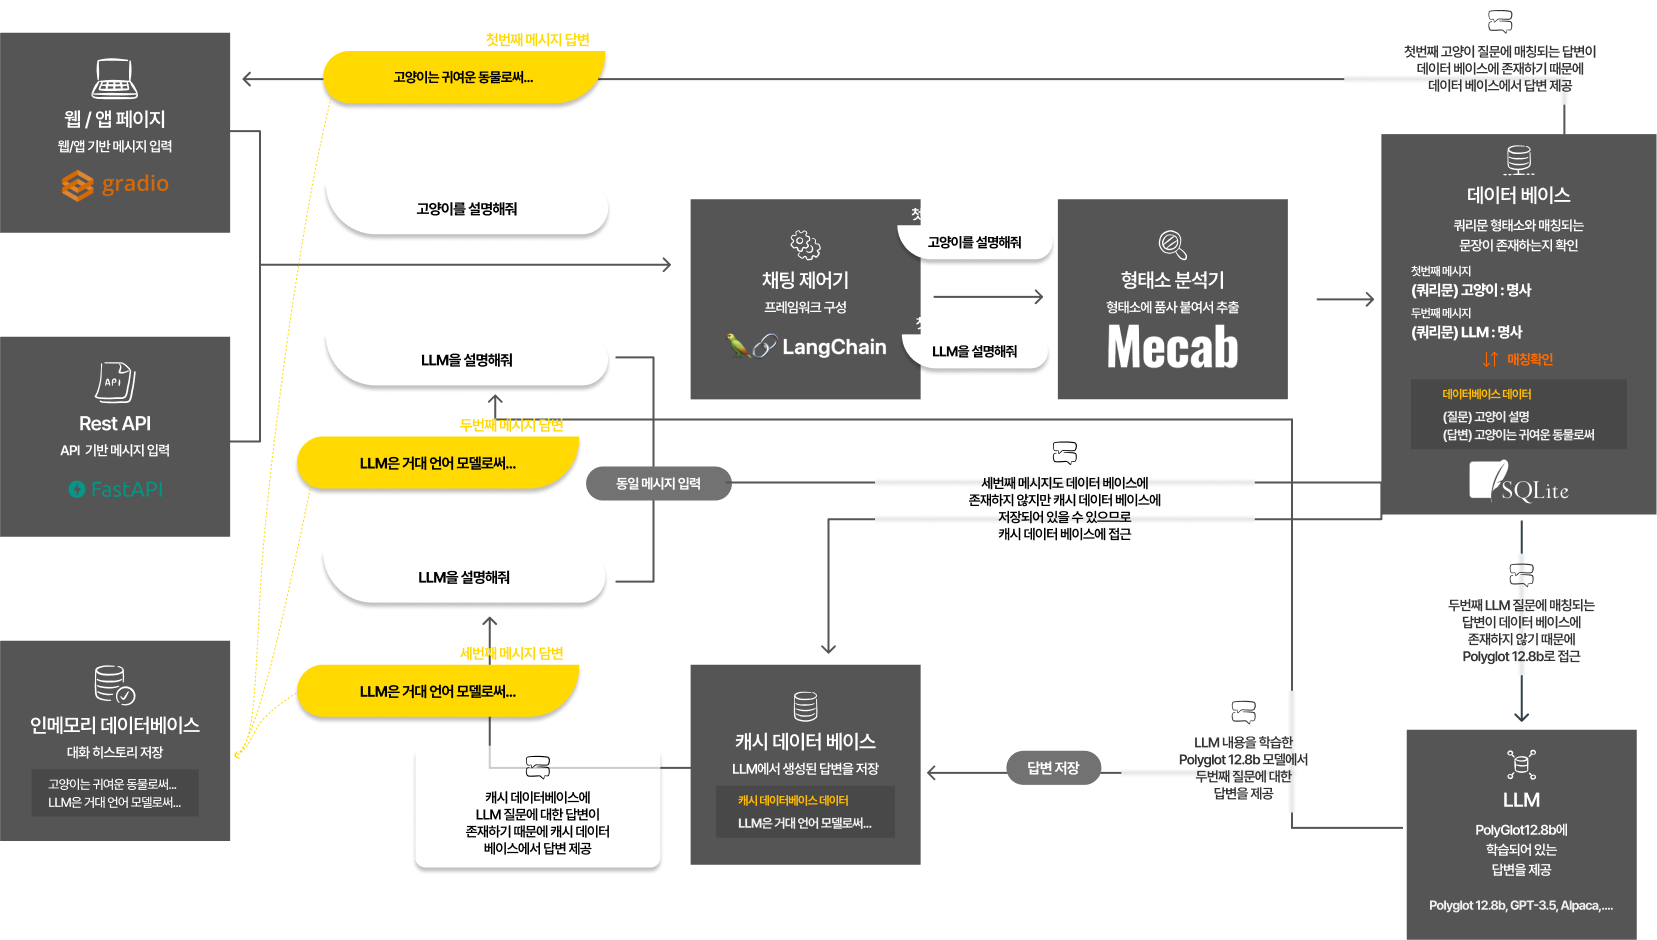 웹 / 앱 페이지
웹/앱 기반 메시지 입력
gradio
API
Rest API
API 기반 메시지 입력
FastAPI
인메모리 데이터베이스
대화 히스토리 저장
고양이는 귀여운 동물로써...
LLM은 거대 언어 모델로써...
첫번째 메시지 답변
고양이는 귀여운 동물로써...
고양이를 설명해줘
LLM을 설명해줘
두번째 메시지 답변
LLM은 거대 언어 모델로써...
동일 메시지 입력
LLM을 설명해줘
세번째 메시지 답변
LLM은 거대 언어 모델로써...
캐시 데이터베이스에
LLM 질문에 대한 답변이
존재하기 때문에 캐시 데이터
베이스에서 답변 제공
채팅 제어기
프레임워크 구성
LangChain
첫
고양이를 설명해줘
LLM을 설명해줘
형태소 분석기
형태소에 품사 붙여서 추출
Mecab
첫번째 고양이 질문에 매칭되는 답변이
데이터 베이스에 존재하기 때문에
데이터 베이스에서 답변 제공
데이터 베이스
쿼리문 형태소와 매칭되는
문장이 존재하는지 확인
첫번째 메시지
(쿼리문) 고양이 : 명사
두번째 메시지
(쿼리문) LLM : 명사
매칭확인
데이터베이스 데이터
(질문) 고양이 설명
(답변) 고양이는 귀여운 동물로써
SQLite
세번째 메시지도 데이터 베이스에
존재하지 않지만 캐시 데이터 베이스에
저장되어 있을 수 있으므로
캐시 데이터 베이스에 접근
두번째 LLM 질문에 매칭되는
답변이 데이터 베이스에
존재하지 않기 때문에
Polyglot 12.8b로 접근
캐시 데이터 베이스
LLM에서 생성된 답변을 저장
캐시 데이터베이스 데이터
LLM은 거대 언어 모델로써...
답변 저장
LLM 내용을 학습한
Polyglot 12.8b 모델에서
두번째 질문에 대한
답변을 제공
LLM
PolyGlot12.8b에
학습되어 있는
답변을 제공
Polyglot 12.8b, GPT-3.5, Alpaca,....